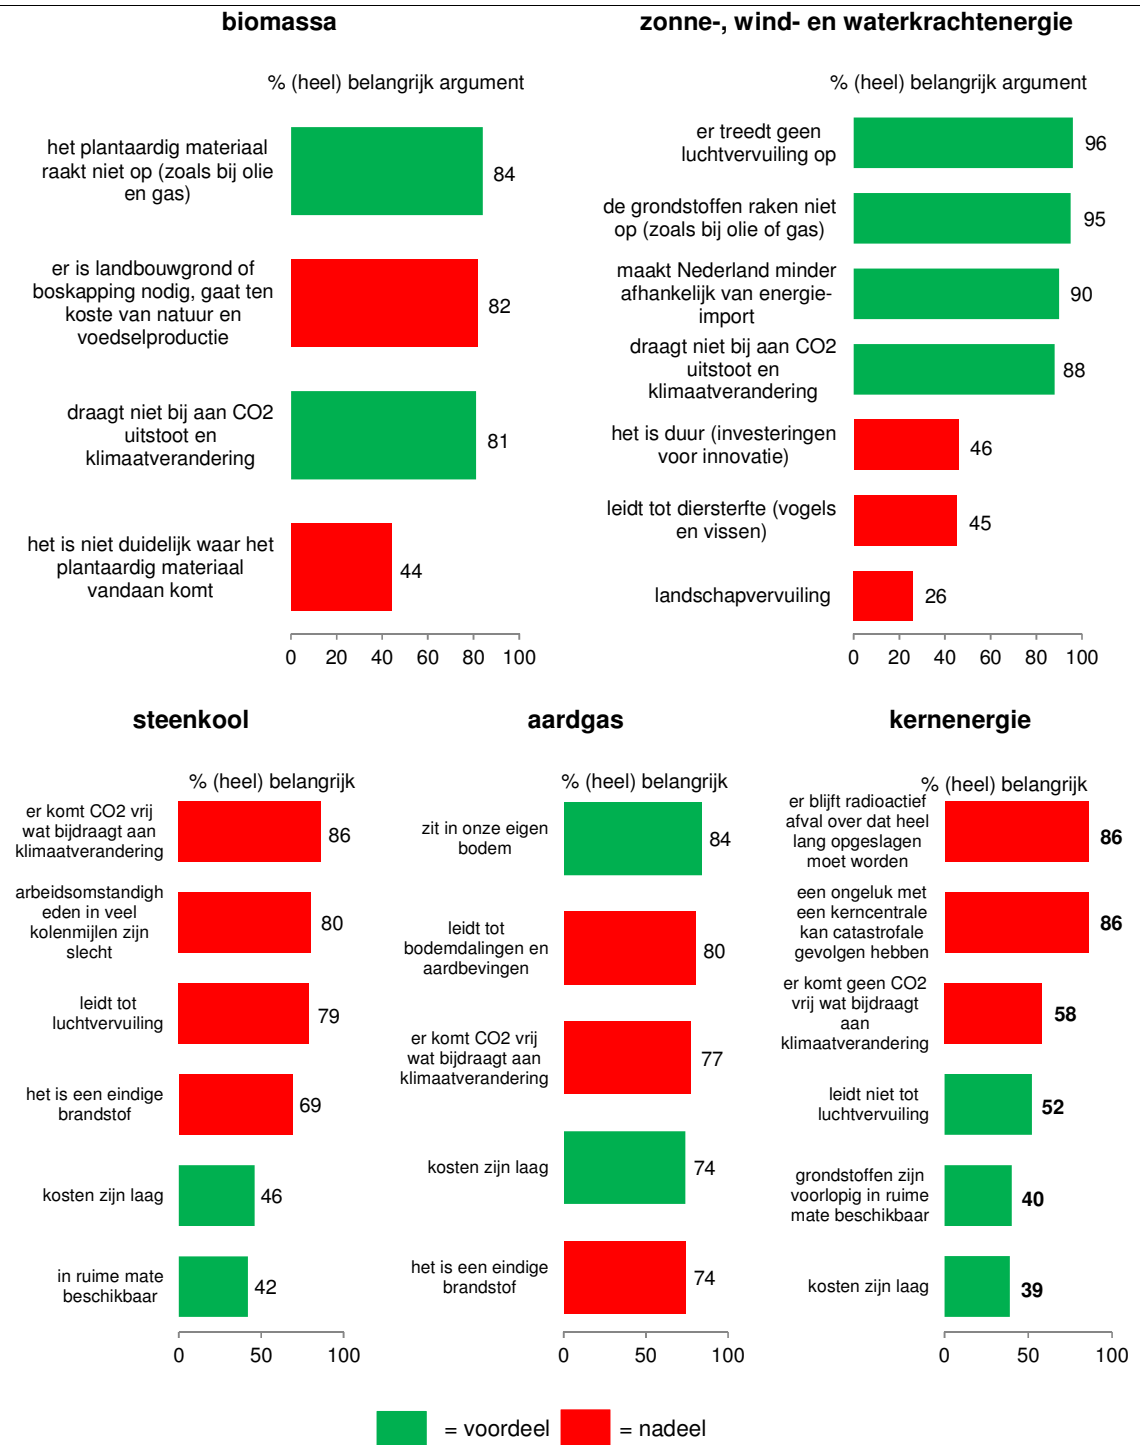 biomassa
% (heel) belangrijk argument
het plantaardig materiaal
raakt niet op (zoals bij olie
en gas)
84
er is landbouwgrond of
boskapping nodig, gaat ten
koste van natuur en
voedselproductie
82
draagt niet bij aan CO2
uitstoot en
klimaatverandering
81
het is niet duidelijk waar het
plantaardig materiaal
vandaan komt
44
0 20 40 60 80 100
zonne-, wind- en waterkrachtenergie
% (heel) belangrijk argument
er treedt geen
luchtvervuiling op
96
de grondstoffen raken niet
op (zoals bij olie of gas)
95
maakt Nederland minder
afhankelijk van energie-
import
90
draagt niet bij aan CO2
uitstoot en
klimaatverandering
88
het is duur (investeringen
voor innovatie)
46
leidt tot diersterfte (vogels
en vissen)
45
landschapvervuiling
26
0 20 40 60 80 100
steenkool
% (heel) belangrijk
er komt CO2 vrij
wat bijdraagt aan
klimaatverandering
86
arbeidsomstandigh
eden in veel
kolenmijlen zijn
slecht
80
leidt tot
luchtvervuiling
79
het is een eindige
brandstof
69
kosten zijn laag
46
in ruime mate
beschikbaar
42
0 50 100
aardgas
% (heel) belangrijk
zit in onze eigen
bodem
84
leidt tot
bodemdalingen en
aardbevingen
80
er komt CO2 vrij
wat bijdraagt aan
klimaatverandering
77
kosten zijn laag
74
het is een eindige
brandstof
74
0 50 100
kernenergie
% (heel) belangrijk
er blijft radioactief
afval over dat heel
lang opgeslagen
moet worden
86
een ongeluk met
een kerncentrale
kan catastrofale
gevolgen hebben
86
er komt geen CO2
vrij wat bijdraagt
aan
klimaatverandering
58
leidt niet tot
luchtvervuiling
52
grondstoffen zijn
voorlopig in ruime
mate beschikbaar
40
kosten zijn laag
39
0 50 100
= voordeel
= nadeel